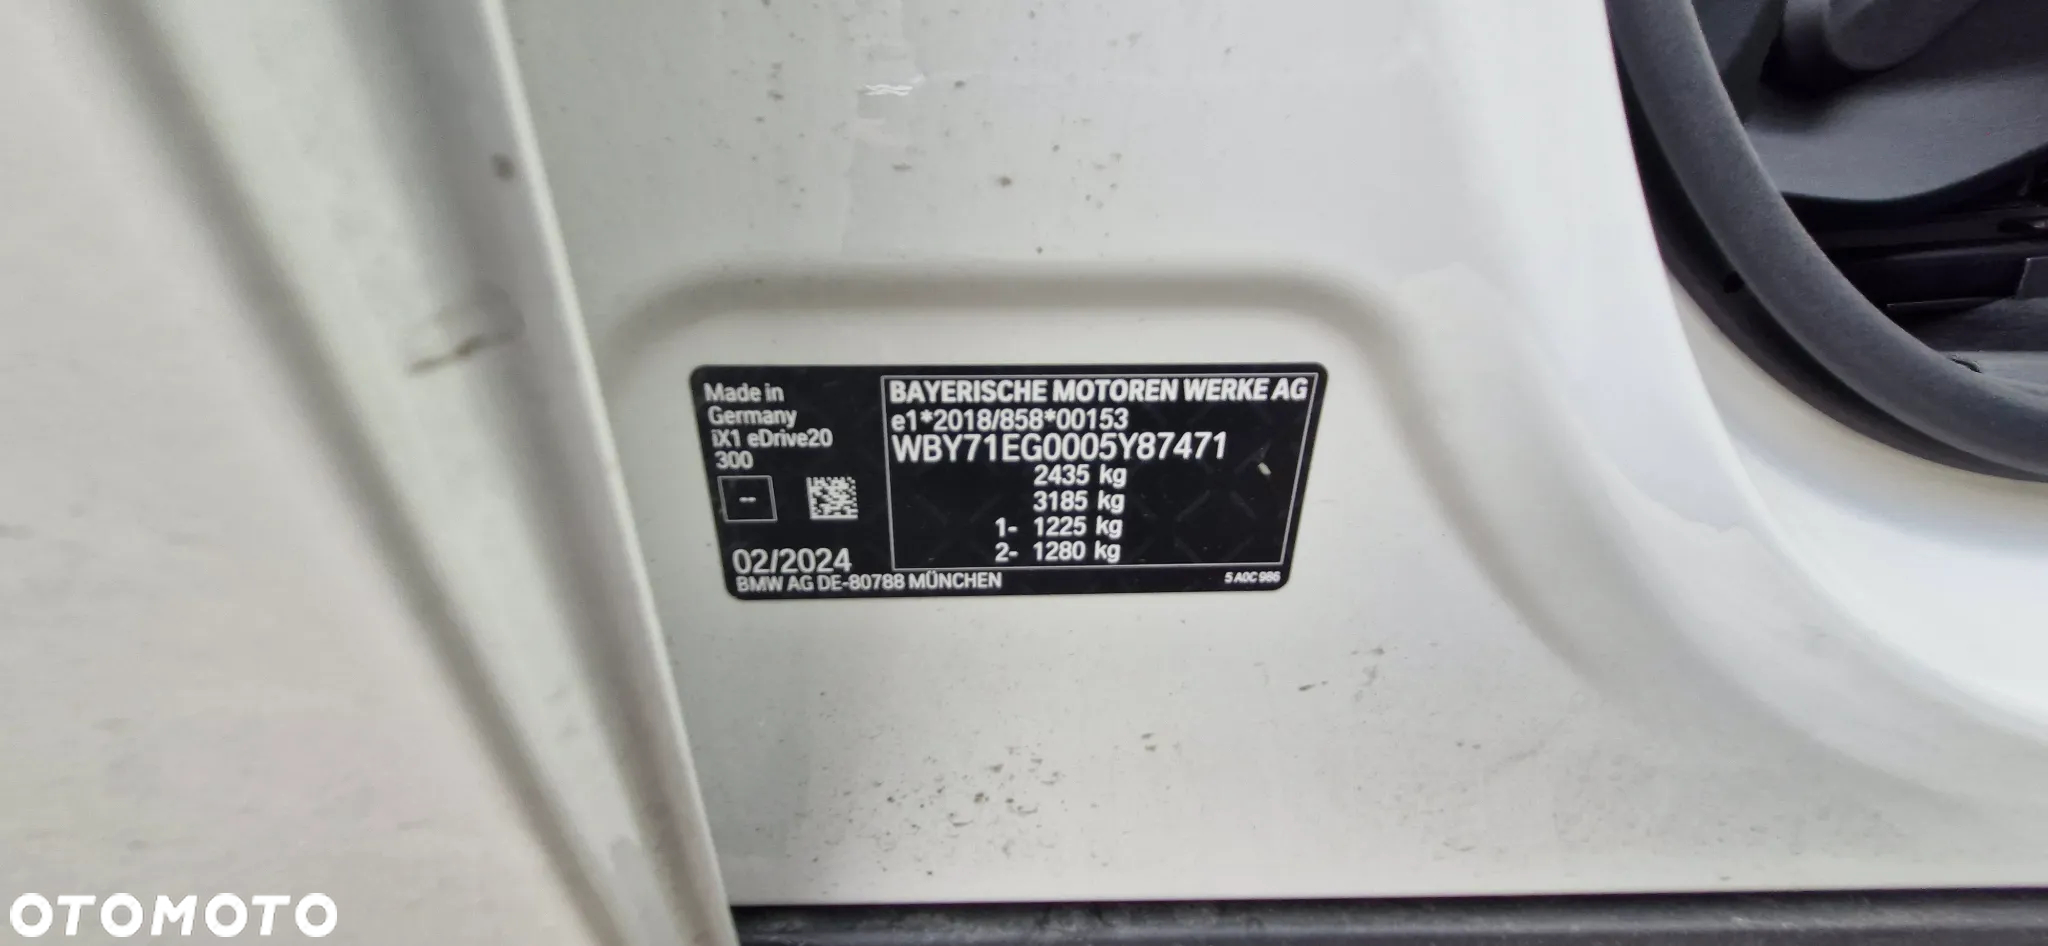 Made in
Germany
iX1 eDrive20
300
--
02/2024
BMW AG DE-80788 MÜNCHEN
BAYERISCHE MOTOREN WERKE AG
e1*2018/858*00153
WBY71EG0005Y87471
2435 kg
3185 kg
1- 1225 kg
2- 1280 kg
5 A0C 986
OTOMOTO